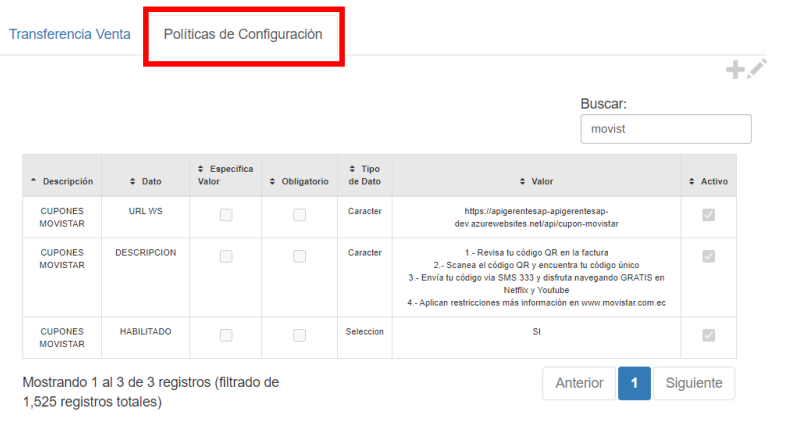 Transferencia Venta Políticas de Configuración
Buscar:
movist
Descripción Dato Especifica Valor Obligatorio Tipo de Dato Valor Activo
CUPONES MOVISTAR URL WS Caracter https://apigerentesap-apigerentesap-
dev.azurewebsites.net/api/cupon-movistar
CUPONES MOVISTAR DESCRIPCION Caracter 1.- Revisa tu código QR en la factura
2.- Scanea el código QR y encuentra tu código único
3.- Envía tu código via SMS 333 y disfruta navegando GRATIS en
Netflix y Youtube
4.- Aplican restricciones más información en www.movistar.com.ec
CUPONES MOVISTAR HABILITADO Seleccion SI
Mostrando 1 al 3 de 3 registros (filtrado de
1,525 registros totales)
Anterior 1 Siguiente